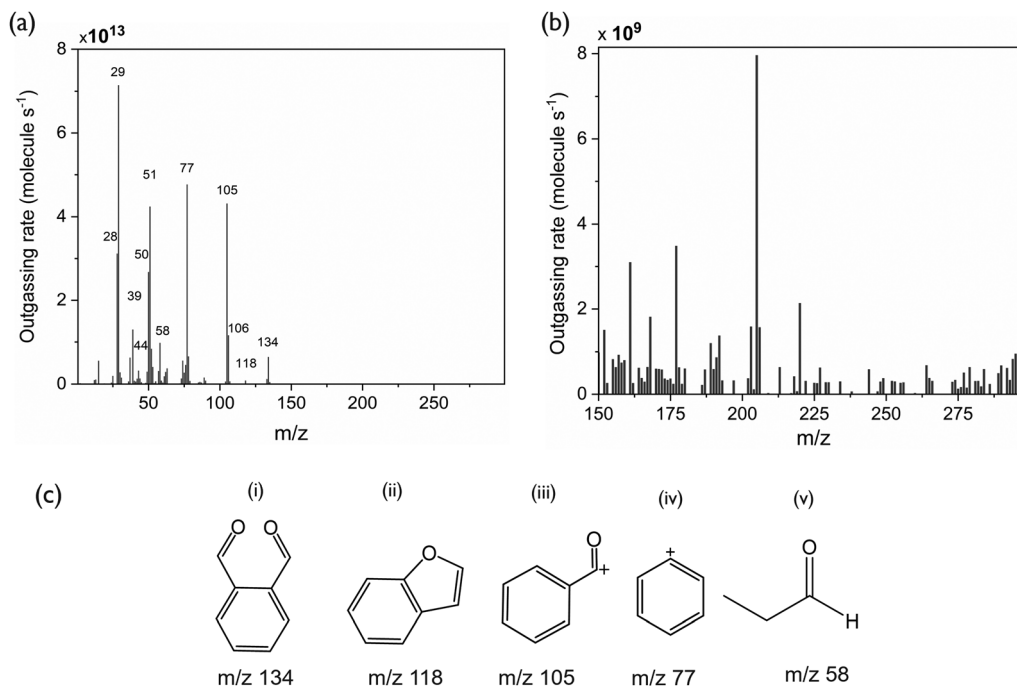 (a)
x10¹³
8
6
4
2
0
Outgassing rate (molecule s⁻¹)
29
77
51
105
28
50
39
106
44
58
118
134
50
100
150
200
250
m/z
(b)
x 10⁹
8
6
4
2
0
Outgassing rate (molecule s⁻¹)
150
175
200
225
250
275
m/z
(c)
(i)
(ii)
(iii)
(iv)
(v)
O O
O
O
+
+
O
H
m/z 134
m/z 118
m/z 105
m/z 77
m/z 58